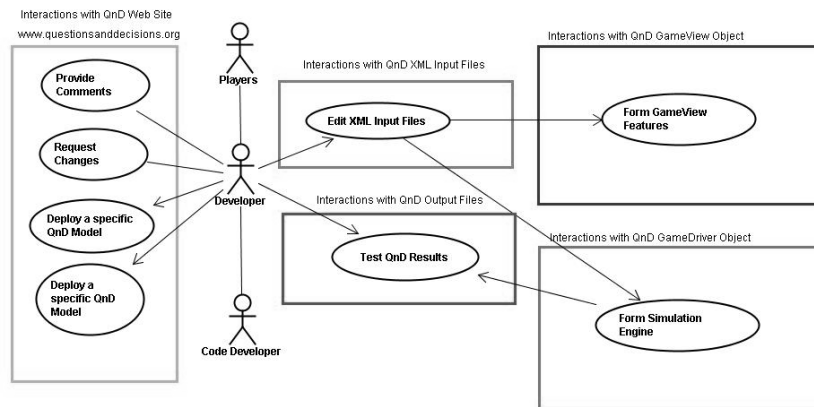 Interactions with QnD Web Site
www.questionsanddecisions.org
Provide
Comments
Request
Changes
Deploy a specific
QnD Model
Deploy a
specific QnD
Model
Players
Developer
Code Developer
Interactions with QnD XML Input Files
Edit XML Input Files
Interactions with QnD Output Files
Test QnD Results
Interactions with QnD GameView Object
Form GameView
Features
Interactions with QnD GameDriver Object
Form Simulation
Engine